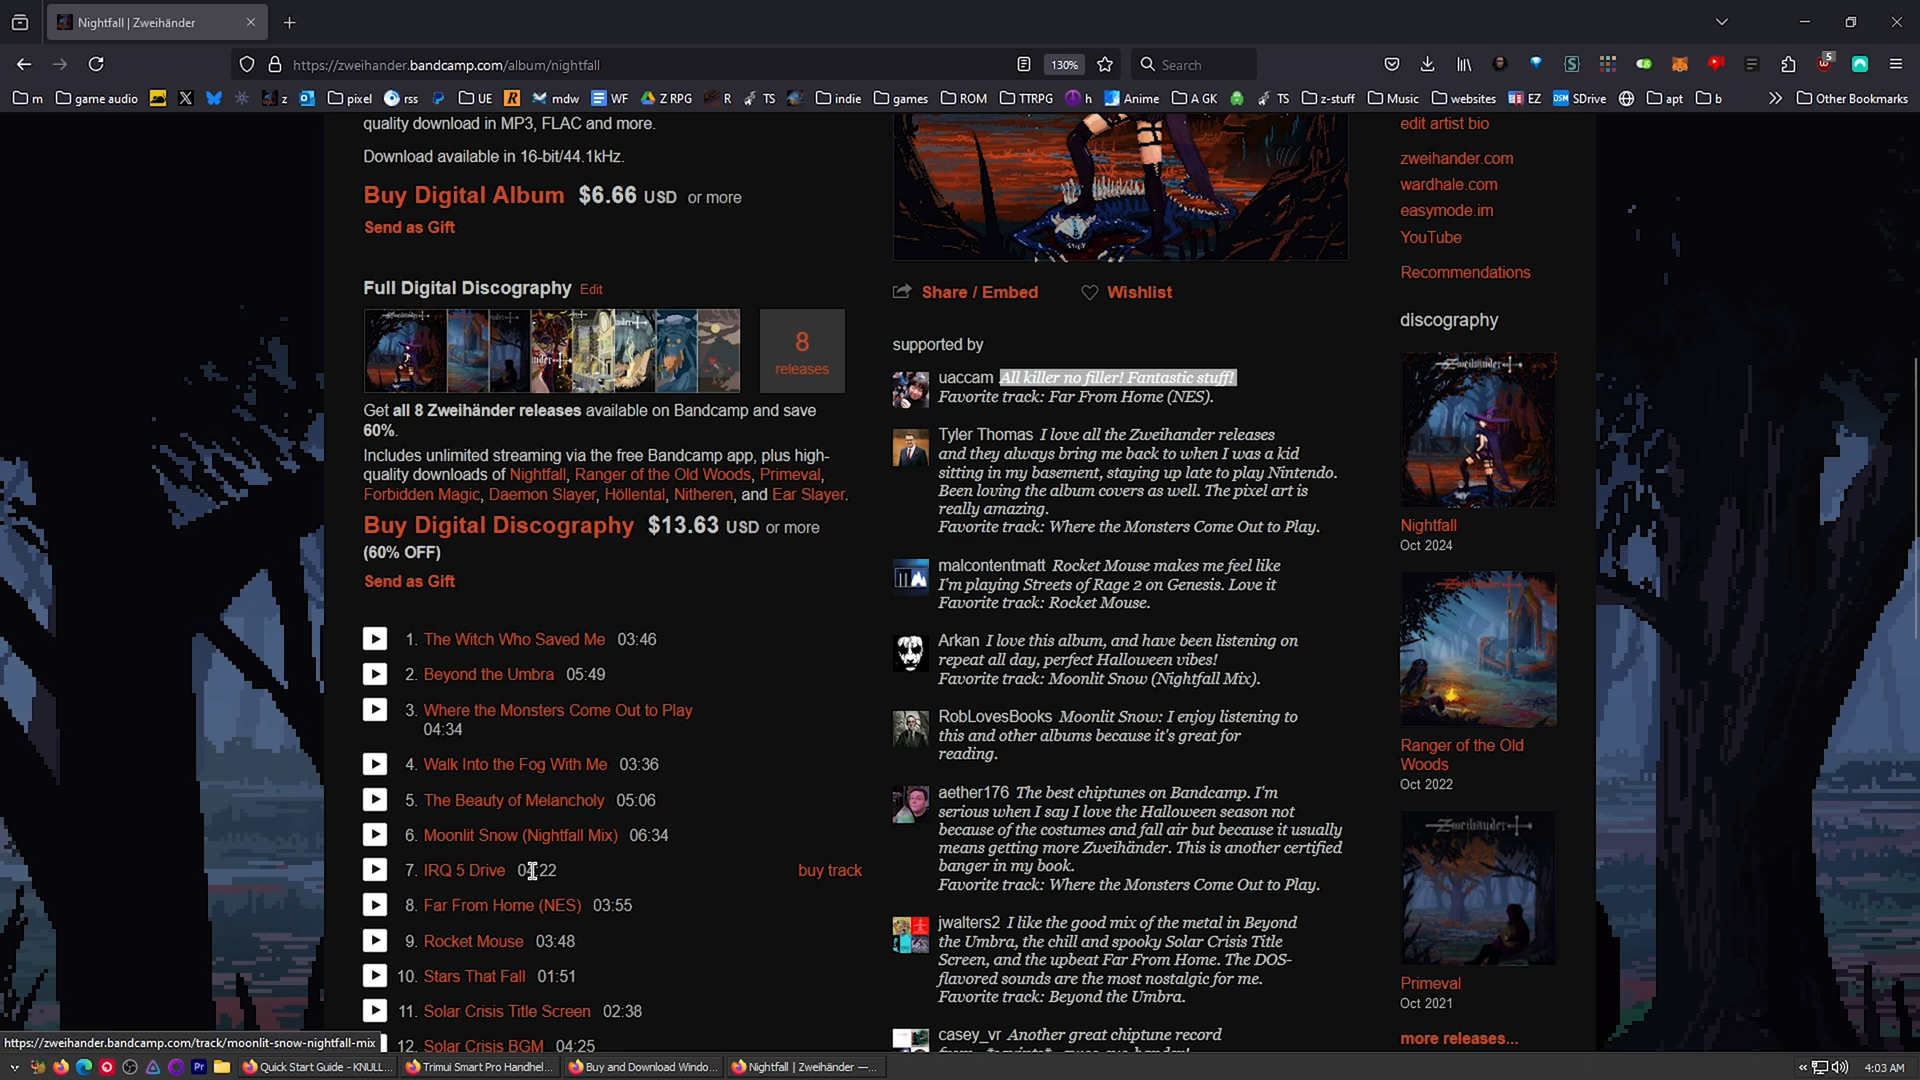 Nightfall | Zweihänder
https://zweihander.bandcamp.com/album/nightfall
130%
Search
5
m
game audio
z
pixel
rss
UE
mdw
WF
Z RPG
R
TS
indie
games
ROM
TTRPG
h
Anime
A GK
TS
z-stuff
Music
websites
EZ
SDrive
apt
b
Other Bookmarks
quality download in MP3, FLAC and more.
Download available in 16-bit/44.1kHz.
Buy Digital Album $6.66 USD or more
Send as Gift
Full Digital Discography Edit
8
releases
Get all 8 Zweihänder releases available on Bandcamp and save
60%.
Includes unlimited streaming via the free Bandcamp app, plus high-
quality downloads of Nightfall, Ranger of the Old Woods, Primeval,
Forbidden Magic, Daemon Slayer, Höllental, Nitheren, and Ear Slayer.
Buy Digital Discography $13.63 USD or more
(60% OFF)
Send as Gift
1. The Witch Who Saved Me 03:46
2. Beyond the Umbra 05:49
3. Where the Monsters Come Out to Play
04:34
4. Walk Into the Fog With Me 03:36
5. The Beauty of Melancholy 05:06
6. Moonlit Snow (Nightfall Mix) 06:34
7. IRQ 5 Drive
buy track
8. Far From Home (NES) 03:55
9. Rocket Mouse 03:48
10. Stars That Fall 01:51
11. Solar Crisis Title Screen 02:38
12. Solar Crisis BGM 04:25
Share / Embed
Wishlist
supported by
uaccam All killer no filler! Fantastic stuff!
Favorite track: Far From Home (NES).
Tyler Thomas I love all the Zweihander releases
and they always bring me back to when I was a kid
sitting in my basement, staying up late to play Nintendo.
Been loving the album covers as well. The pixel art is
really amazing.
Favorite track: Where the Monsters Come Out to Play.
malcontentmatt Rocket Mouse makes me feel like
I'm playing Streets of Rage 2 on Genesis. Love it
Favorite track: Rocket Mouse.
Arkan I love this album, and have been listening on
repeat all day, perfect Halloween vibes!
Favorite track: Moonlit Snow (Nightfall Mix).
RobLovesBooks Moonlit Snow: I enjoy listening to
this and other albums because it's great for
reading.
aether176 The best chiptunes on Bandcamp. I'm
serious when I say I love the Halloween season not
because of the costumes and fall air but because it usually
means getting more Zweihänder. This is another certified
banger in my book.
Favorite track: Where the Monsters Come Out to Play.
jwalters2 I like the good mix of the metal in Beyond
the Umbra, the chill and spooky Solar Crisis Title
Screen, and the upbeat Far From Home. The DOS-
flavored sounds are the most nostalgic for me.
Favorite track: Beyond the Umbra.
casey_vr Another great chiptune record
edit artist bio
zweihander.com
wardhale.com
easymode.im
YouTube
Recommendations
discography
Zweihänder
Nightfall
Oct 2024
Ranger of the Old
Woods
Oct 2022
Zweihänder
Primeval
Oct 2021
more releases...
https://zweihander.bandcamp.com/track/moonlit-snow-nightfall-mix
Quick Start Guide - KNULL...
Trimui Smart Pro Handhel...
Buy and Download Windo...
Nightfall | Zweihänder —...
4:03 AM